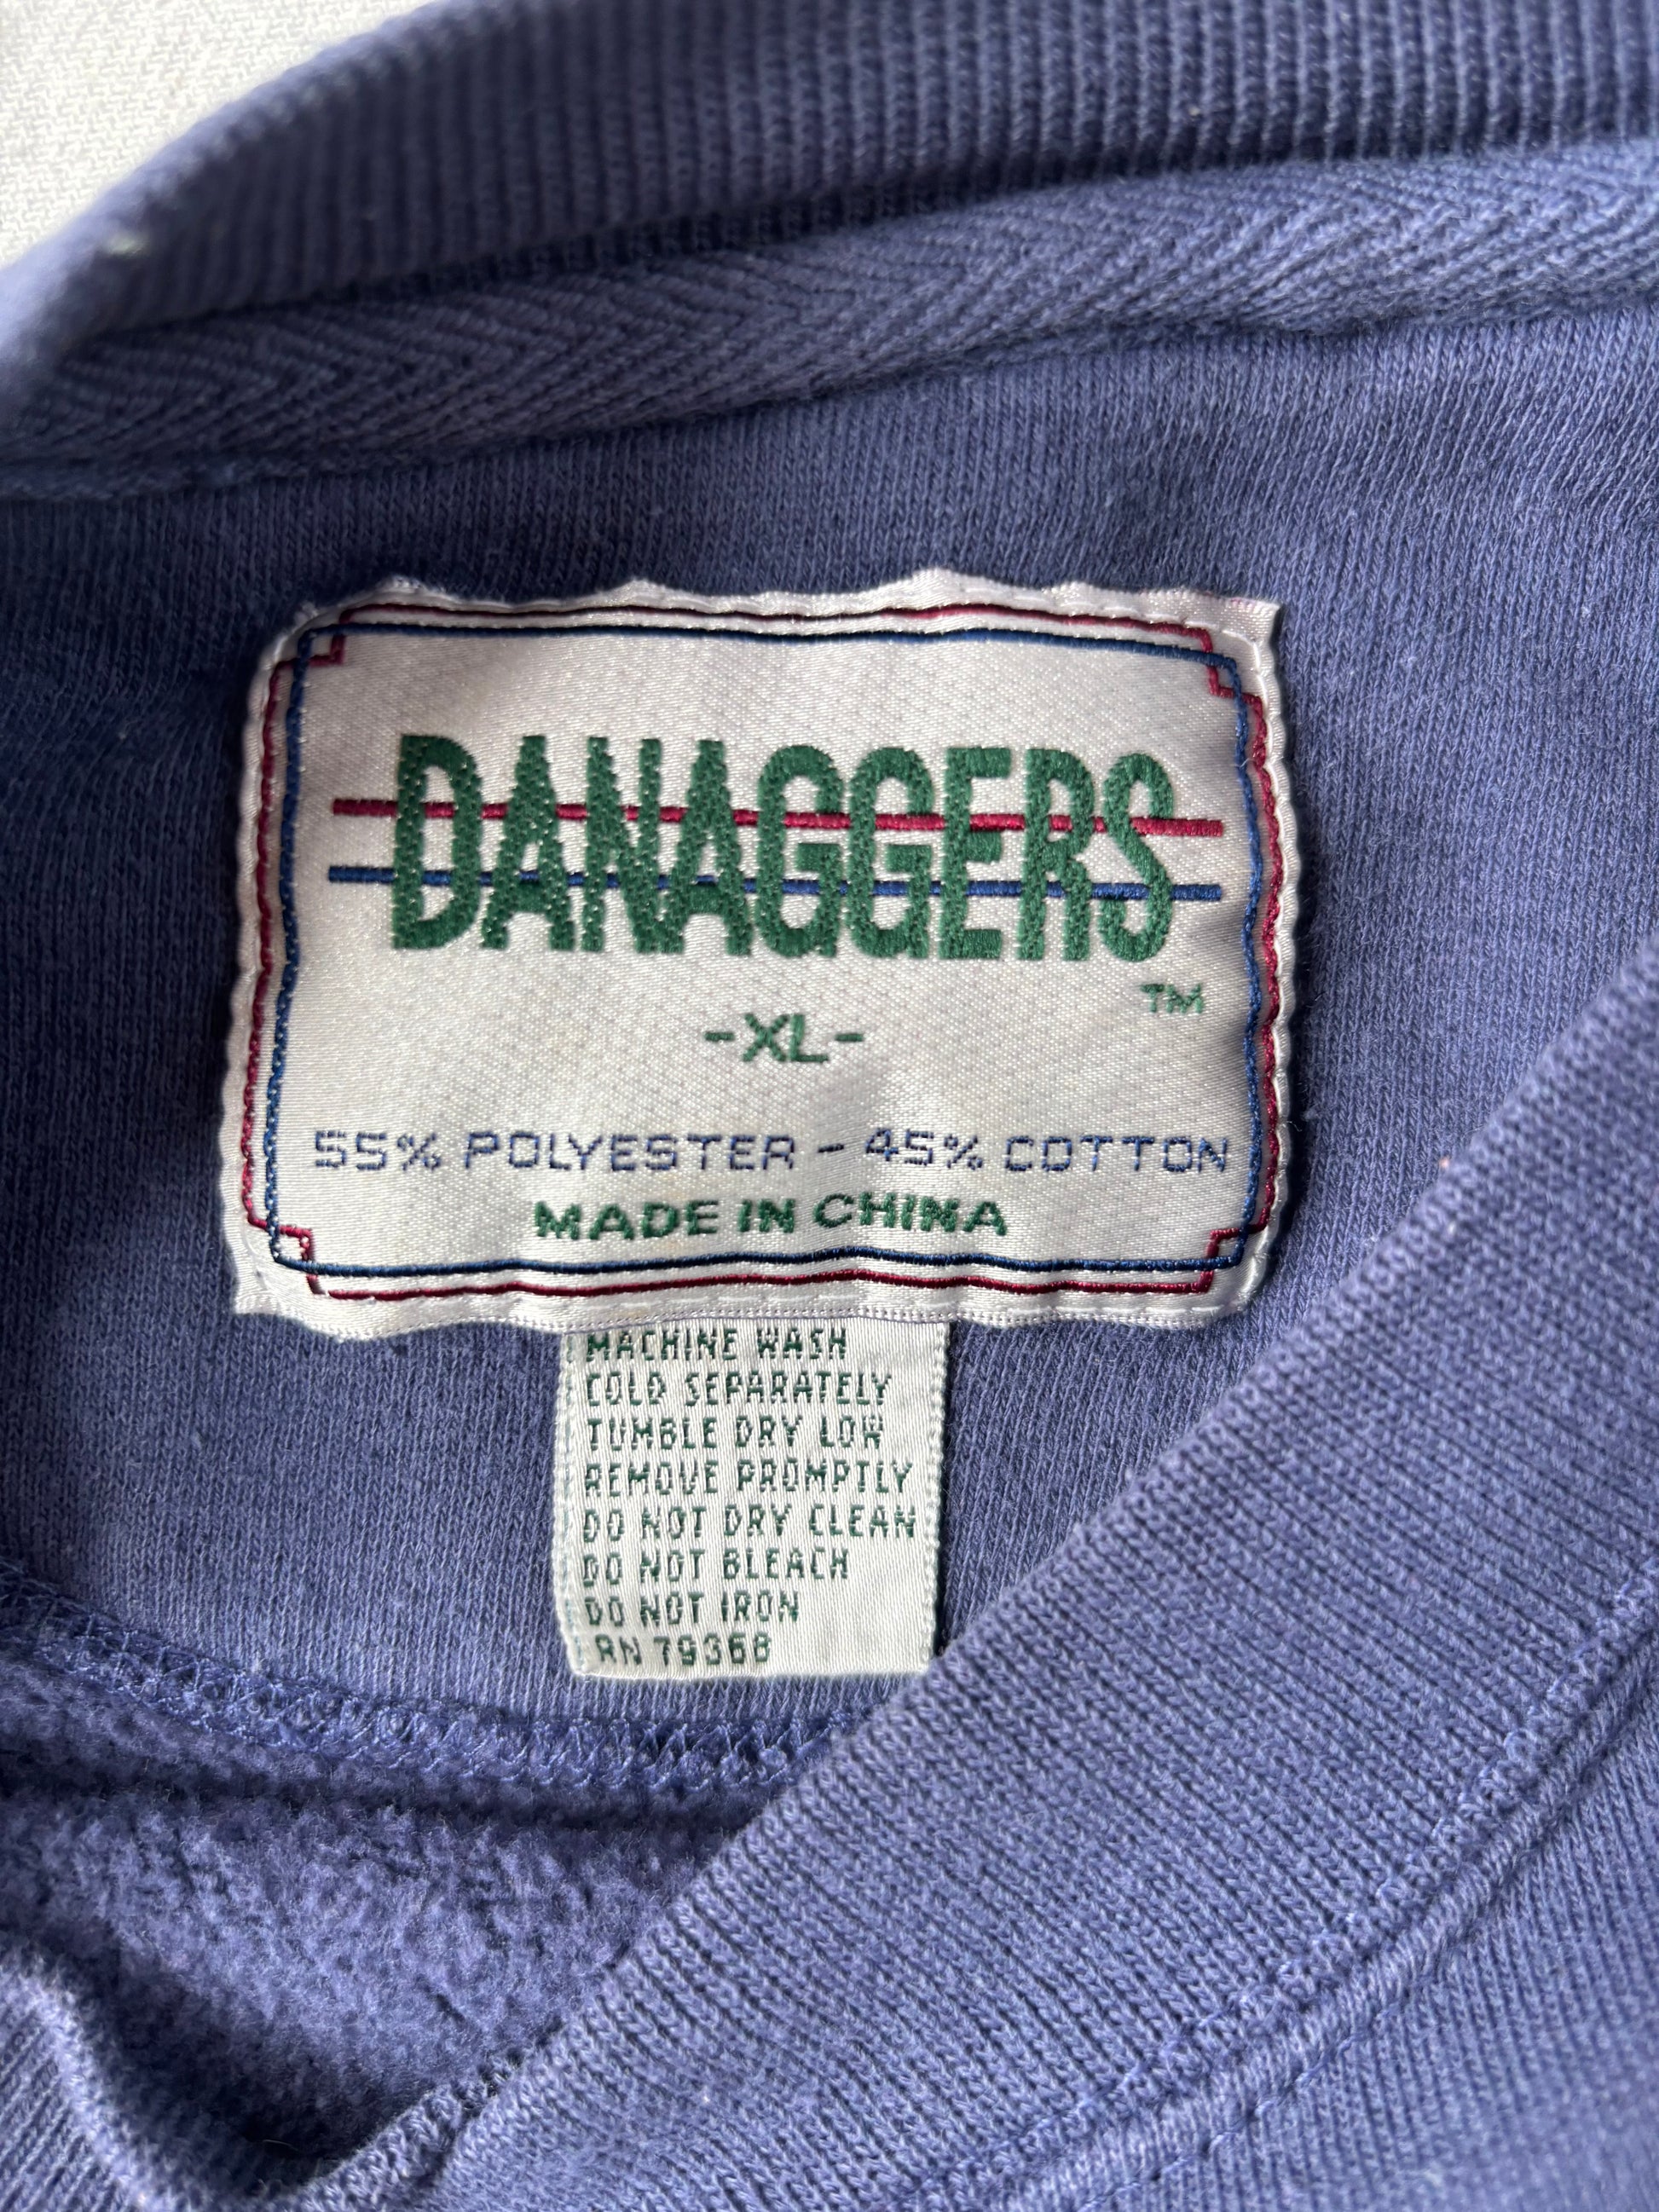 DANAGGERS
TM
-XL-
55% POLYESTER - 45% COTTON
MADE IN CHINA
MACHINE WASH
COLD SEPARATELY
TUMBLE DRY LOW
REMOVE PROMPTLY
DO NOT DRY CLEAN
DO NOT BLEACH
DO NOT IRON
RN 79368